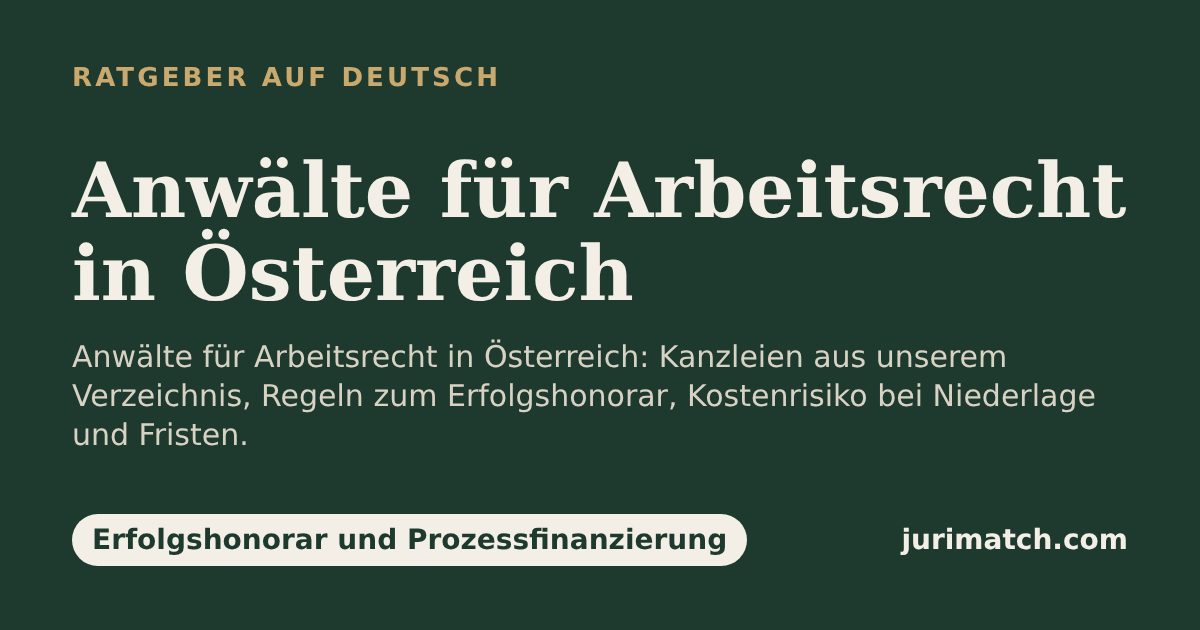 RATGEBER AUF DEUTSCH
Anwälte für Arbeitsrecht
in Österreich
Anwälte für Arbeitsrecht in Österreich: Kanzleien aus unserem
Verzeichnis, Regeln zum Erfolgshonorar, Kostenrisiko bei Niederlage
und Fristen.
Erfolgshonorar und Prozessfinanzierung
jurimatch.com